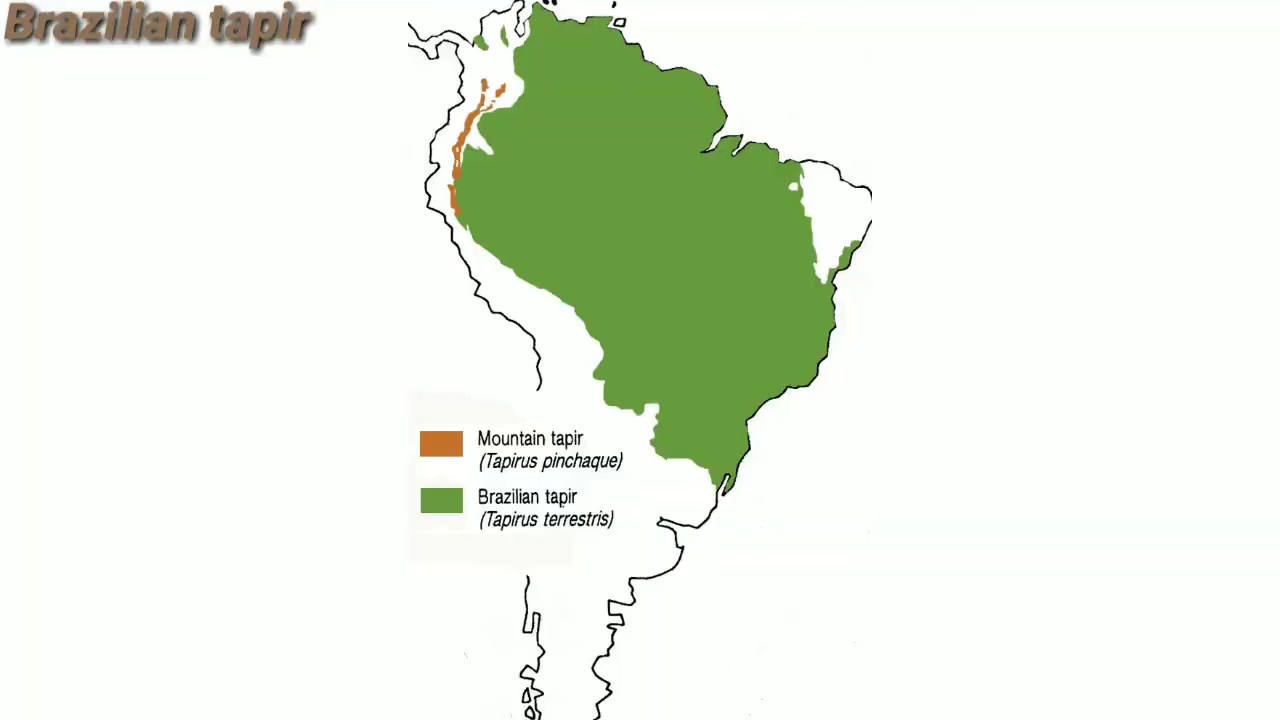 Brazilian tapir
Mountain tapir
(Tapirus pinchaque)
Brazilian tapir
(Tapirus terrestris)